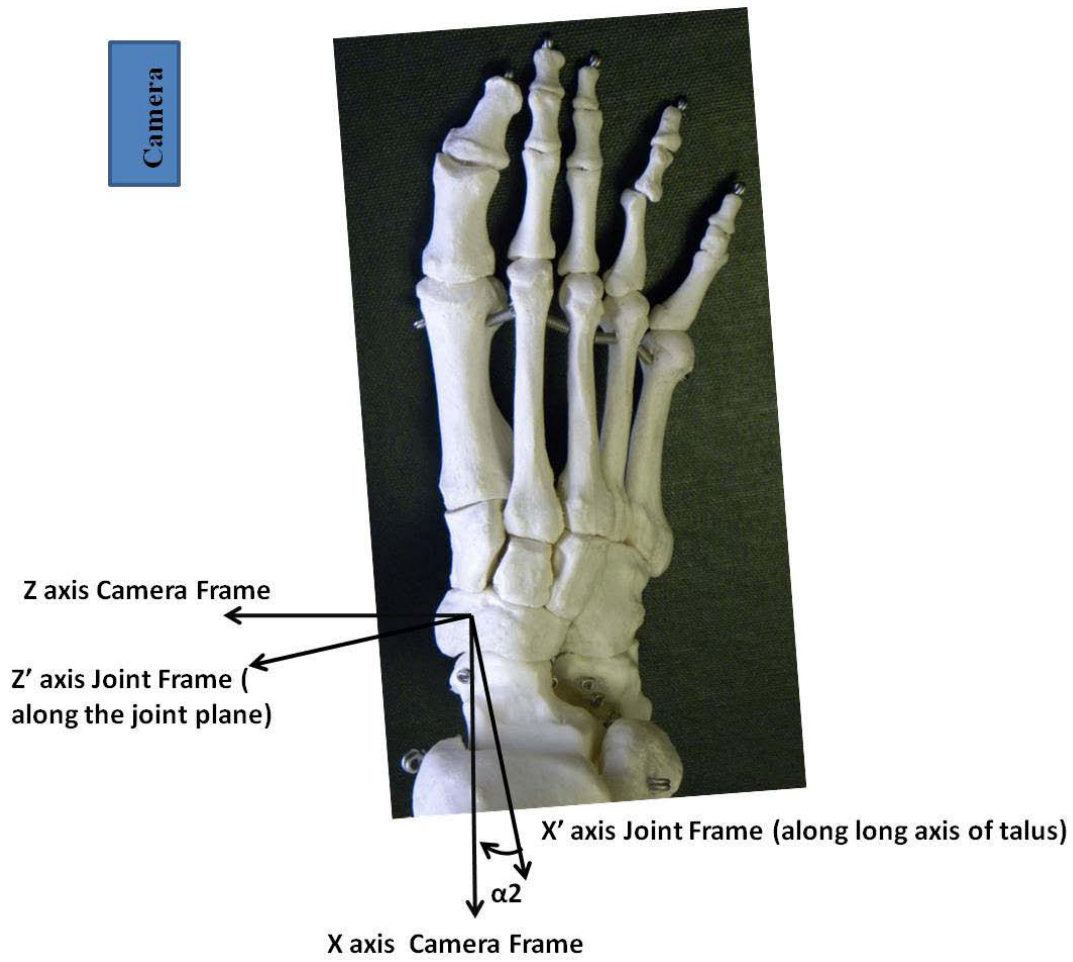 Camera
Z axis Camera Frame
Z’ axis Joint Frame (
along the joint plane)
X’ axis Joint Frame (along long axis of talus)
α2
X axis Camera Frame